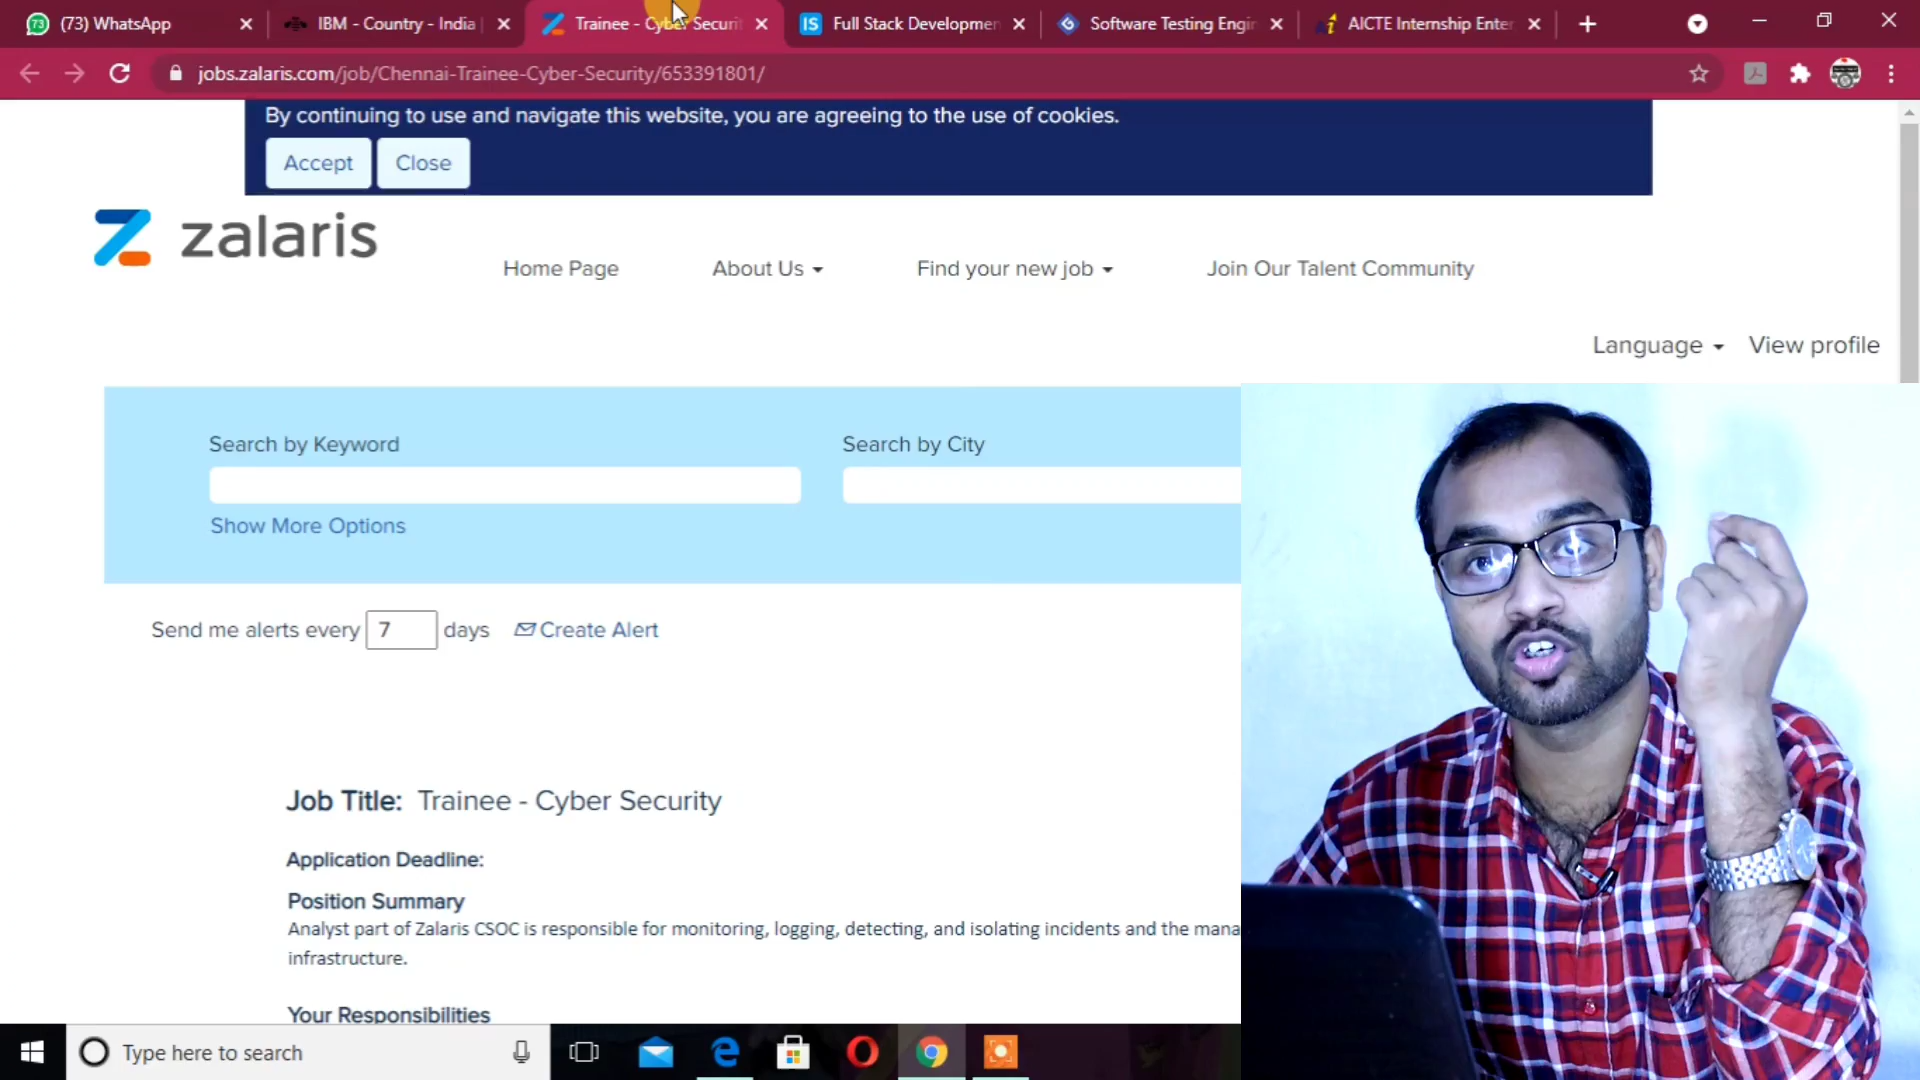 (73) WhatsApp
IBM - Country - India
Trainee - Cyber Securit
Full Stack Developmen
Software Testing Engin
AICTE Internship Enter
jobs.zalaris.com/job/Chennai-Trainee-Cyber-Security/653391801/
By continuing to use and navigate this website, you are agreeing to the use of cookies.
Accept Close
zalaris
Home Page About Us Find your new job Join Our Talent Community
Language View profile
Search by Keyword Search by City
Show More Options
Send me alerts every 7 days Create Alert
Job Title: Trainee - Cyber Security
Application Deadline:
Position Summary
Analyst part of Zalaris CSOC is responsible for monitoring, logging, detecting, and isolating incidents and the mana
infrastructure.
Your Responsibilities
Type here to search